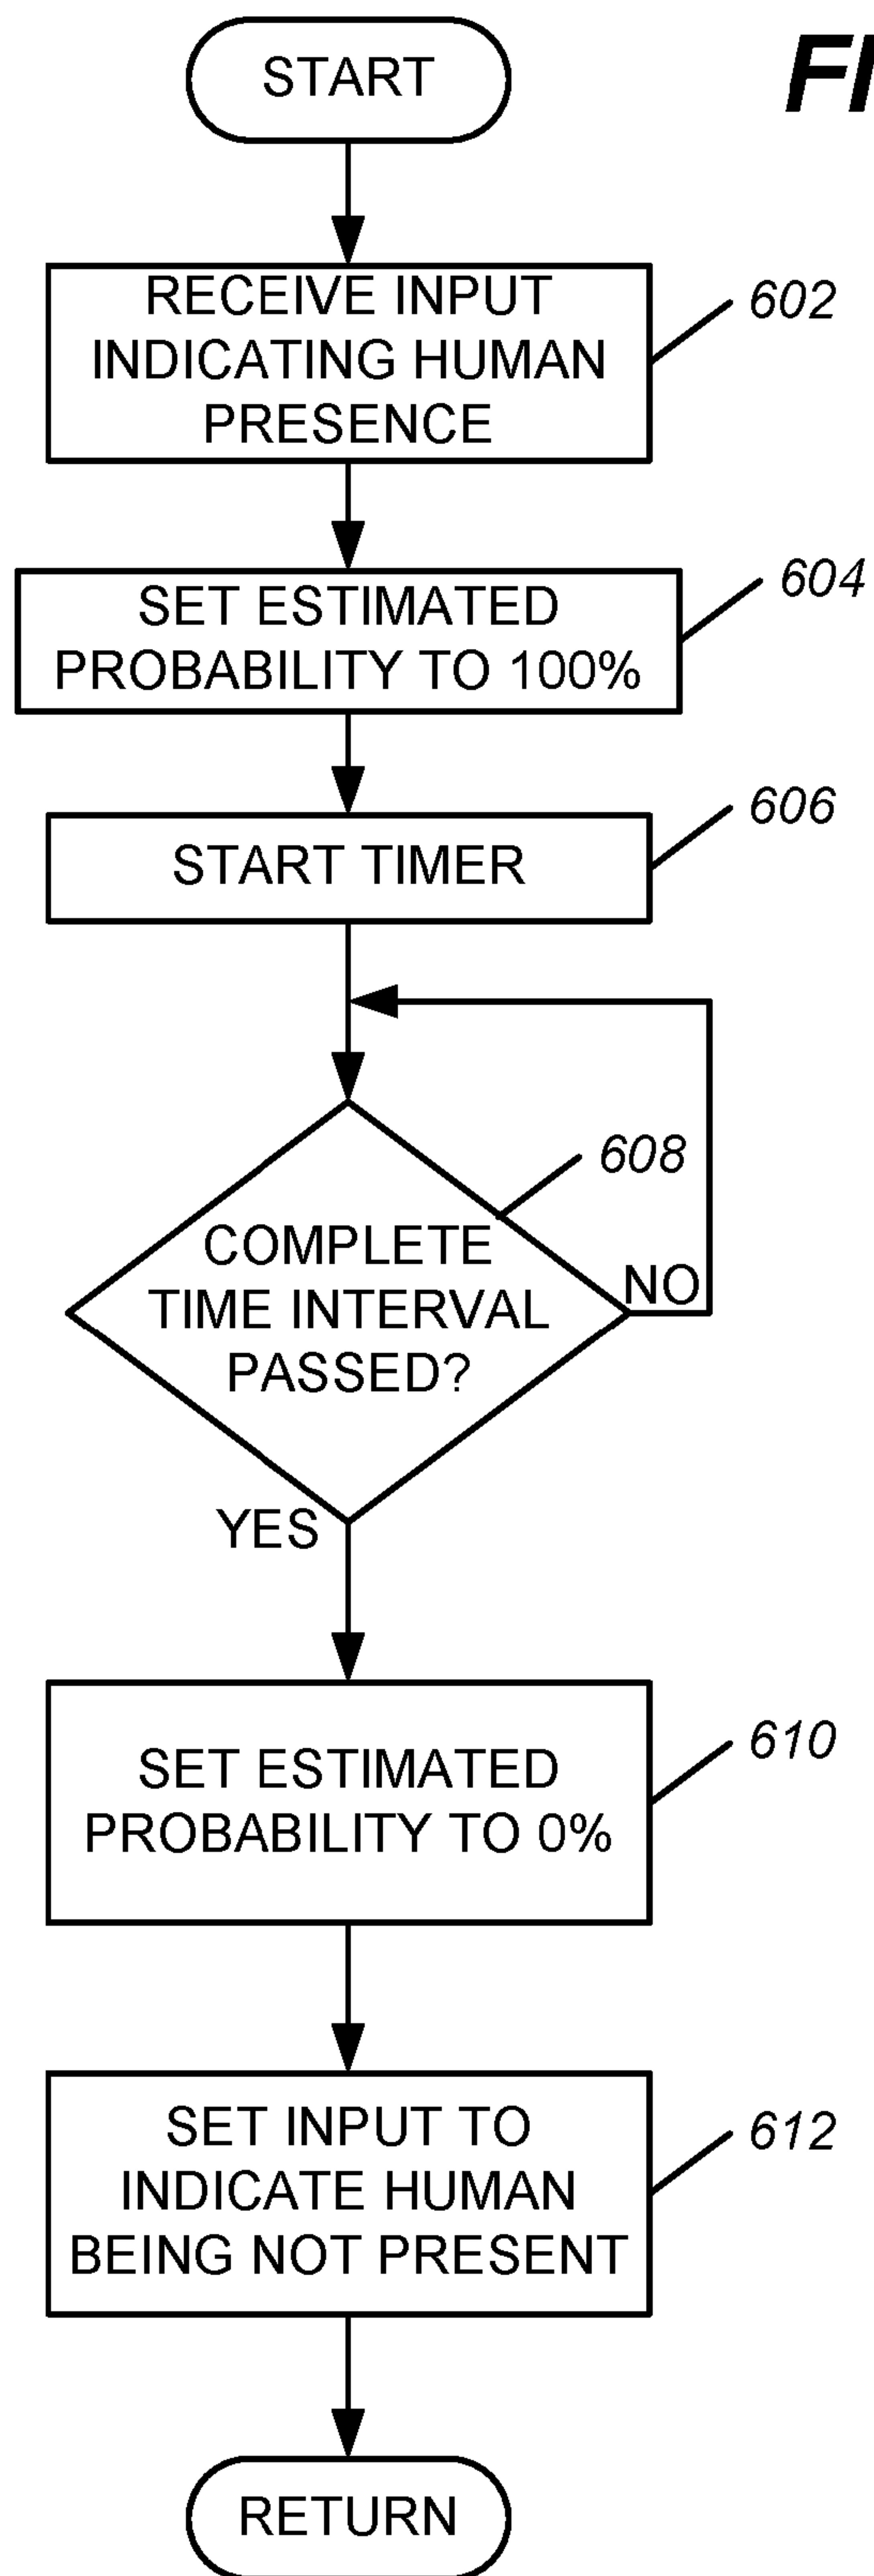 START
RECEIVE INPUT
INDICATING HUMAN
PRESENCE
602
SET ESTIMATED
PROBABILITY TO 100%
604
START TIMER
606
608
COMPLETE
TIME INTERVAL
PASSED?
NO
YES
SET ESTIMATED
PROBABILITY TO 0%
610
SET INPUT TO
INDICATE HUMAN
BEING NOT PRESENT
612
RETURN